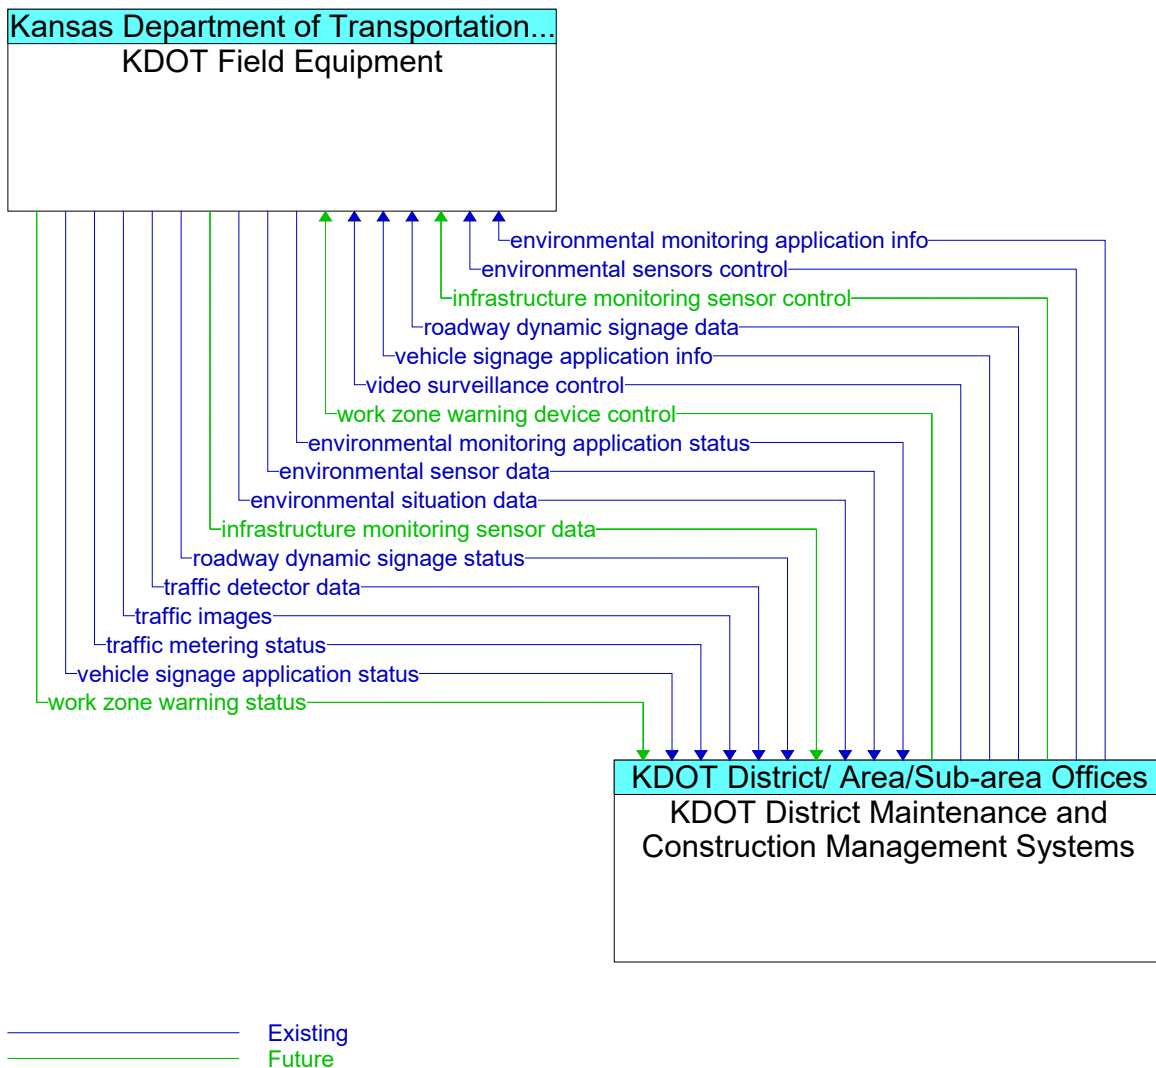 Kansas Department of Transportation...
KDOT Field Equipment
environmental monitoring application info
environmental sensors control
infrastructure monitoring sensor control
roadway dynamic signage data
vehicle signage application info
video surveillance control
work zone warning device control
environmental monitoring application status
environmental sensor data
environmental situation data
infrastructure monitoring sensor data
roadway dynamic signage status
traffic detector data
traffic images
traffic metering status
vehicle signage application status
work zone warning status
KDOT District/ Area/Sub-area Offices
KDOT District Maintenance and
Construction Management Systems
Existing
Future